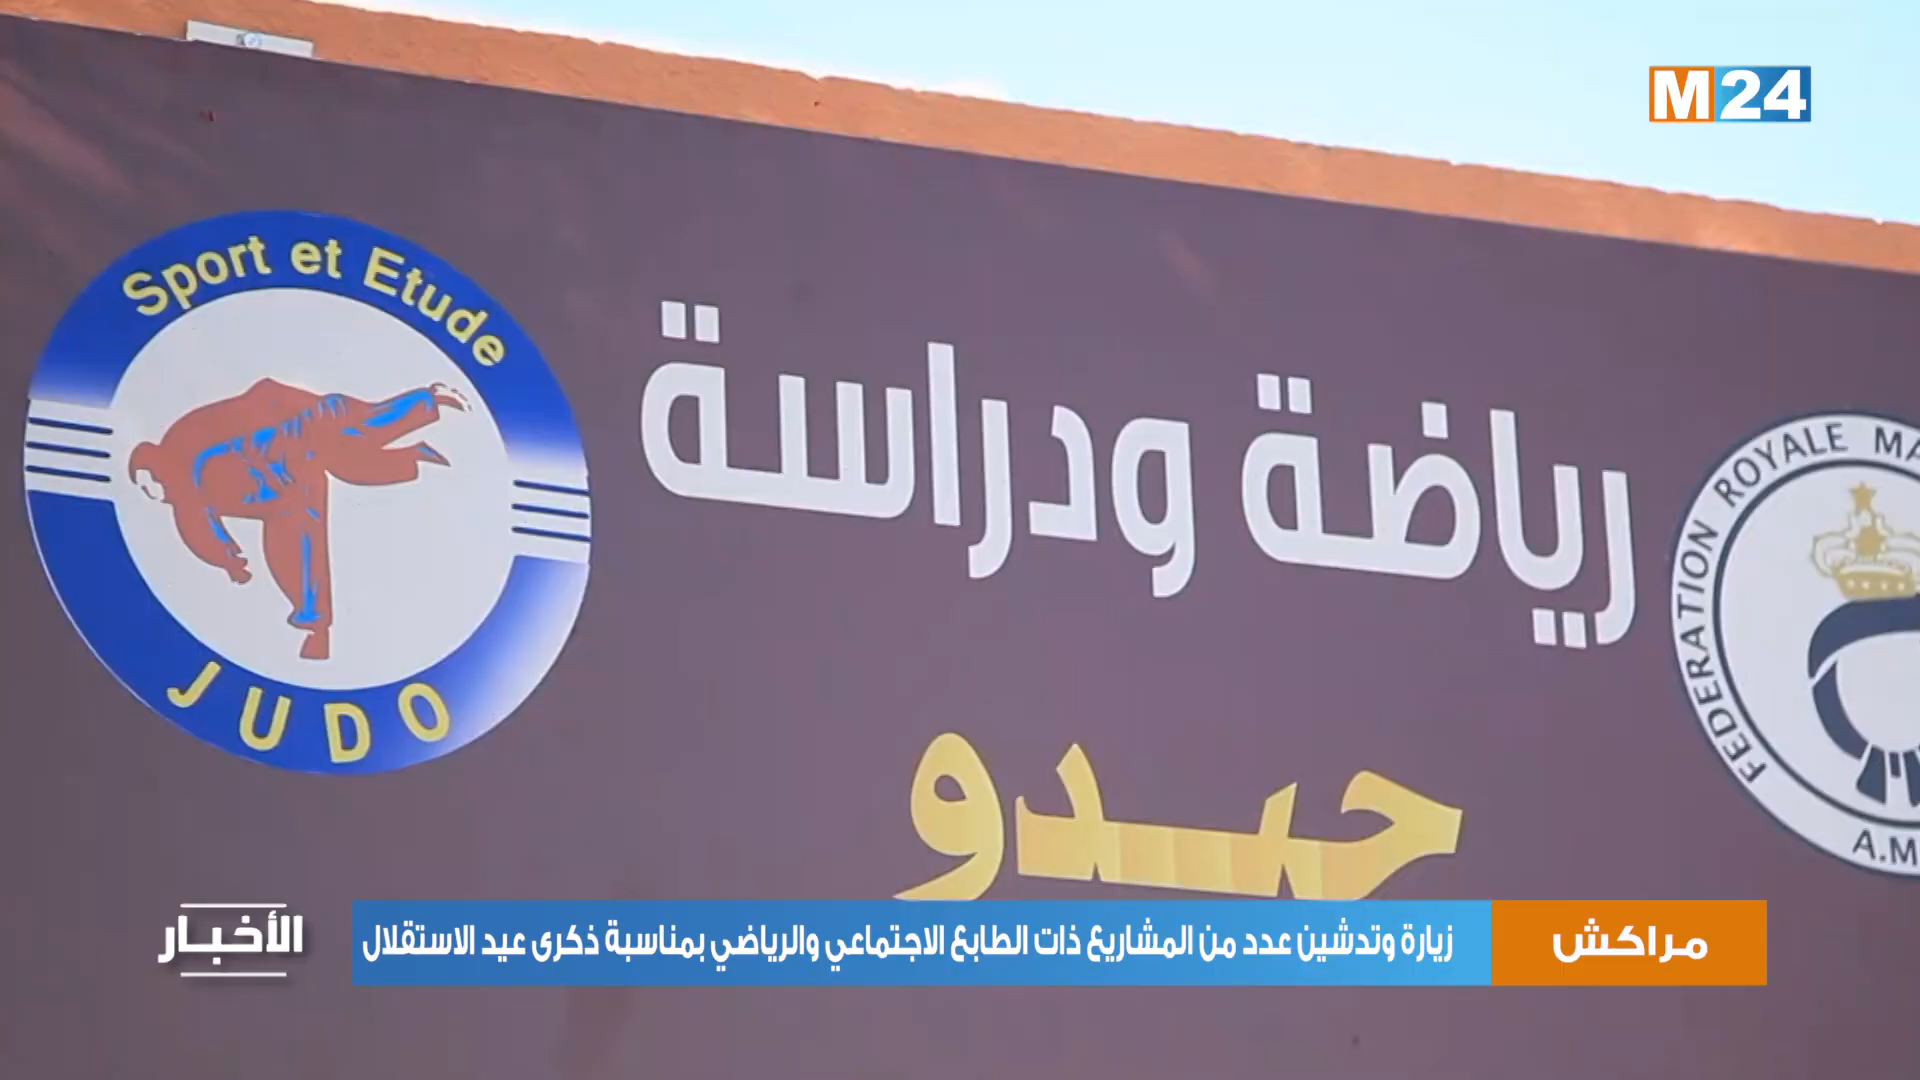 M24
Sport et Etude
JUDO
رياضة ودراسة
جيدو
FEDERATION ROYALE MA
A.M
مراكش
زيارة وتدشين عدد من المشاريع ذات الطابع الاجتماعي والرياضي بمناسبة ذكرى عيد الاستقلال
الأخبار